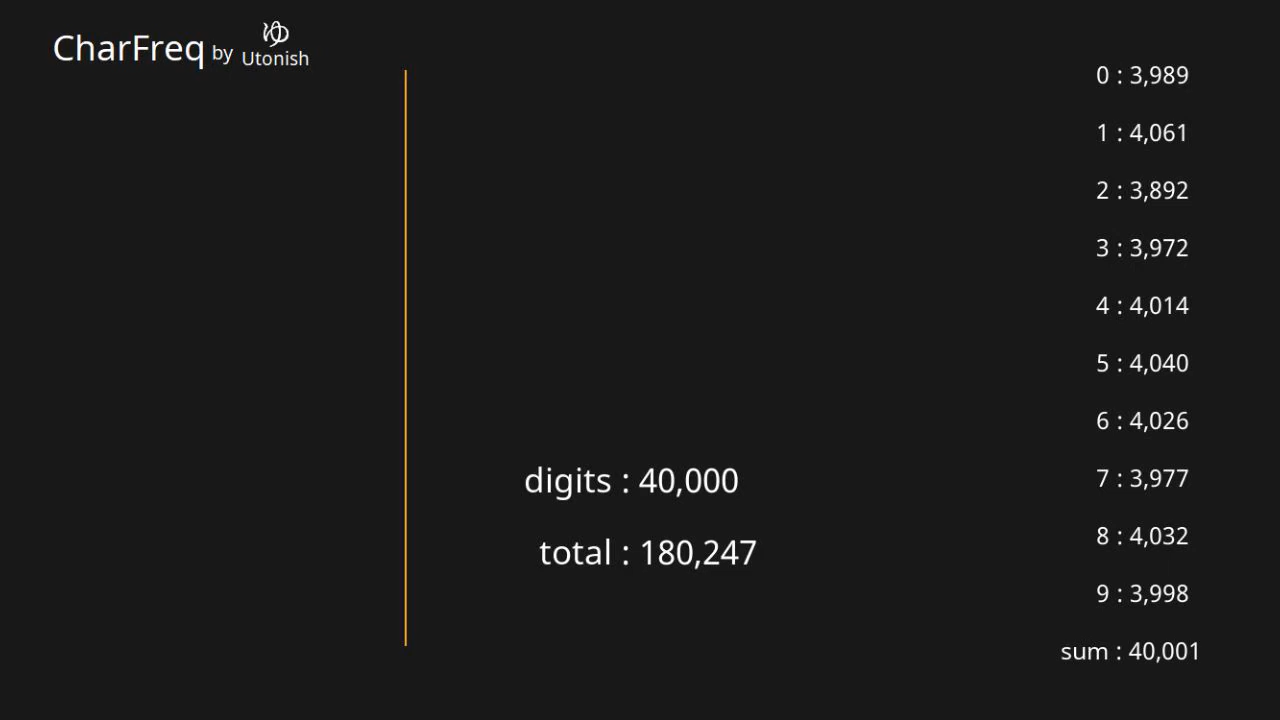 CharFreq by Utonish
0 : 3,989
1 : 4,061
2 : 3,892
3 : 3,972
4 : 4,014
5 : 4,040
6 : 4,026
7 : 3,977
8 : 4,032
9 : 3,998
sum : 40,001
digits : 40,000
total : 180,247